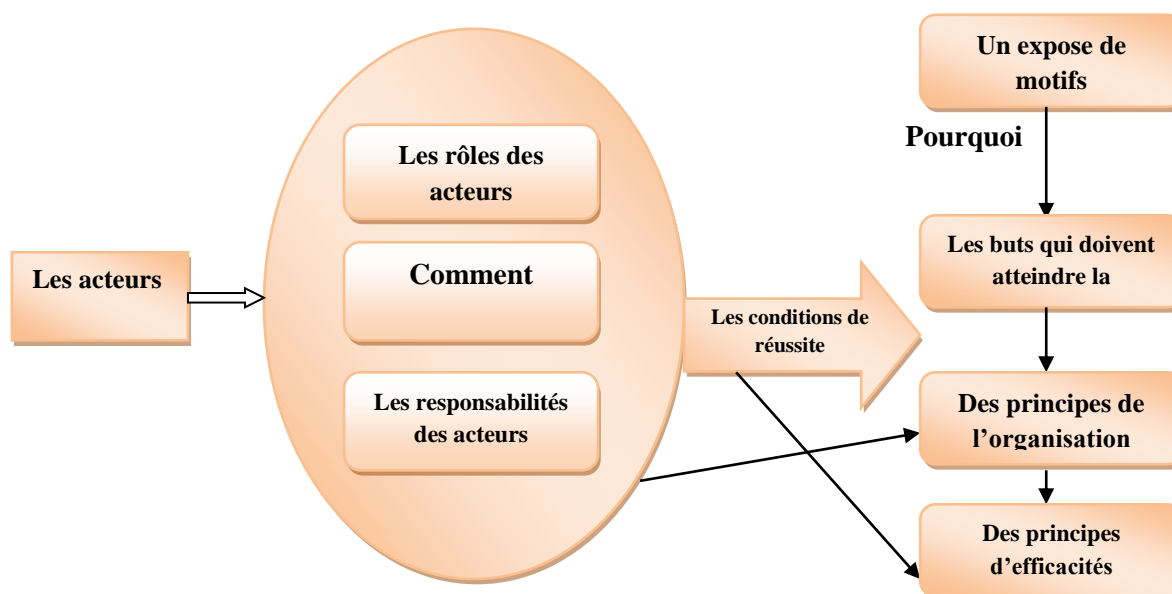 Les acteurs
Les rôles des
acteurs
Comment
Les responsabilités
des acteurs
Les conditions de
réussite
Un expose de
motifs
Pourquoi
Les buts qui doivent
atteindre la
Des principes de
l’organisation
Des principes
d’efficacités